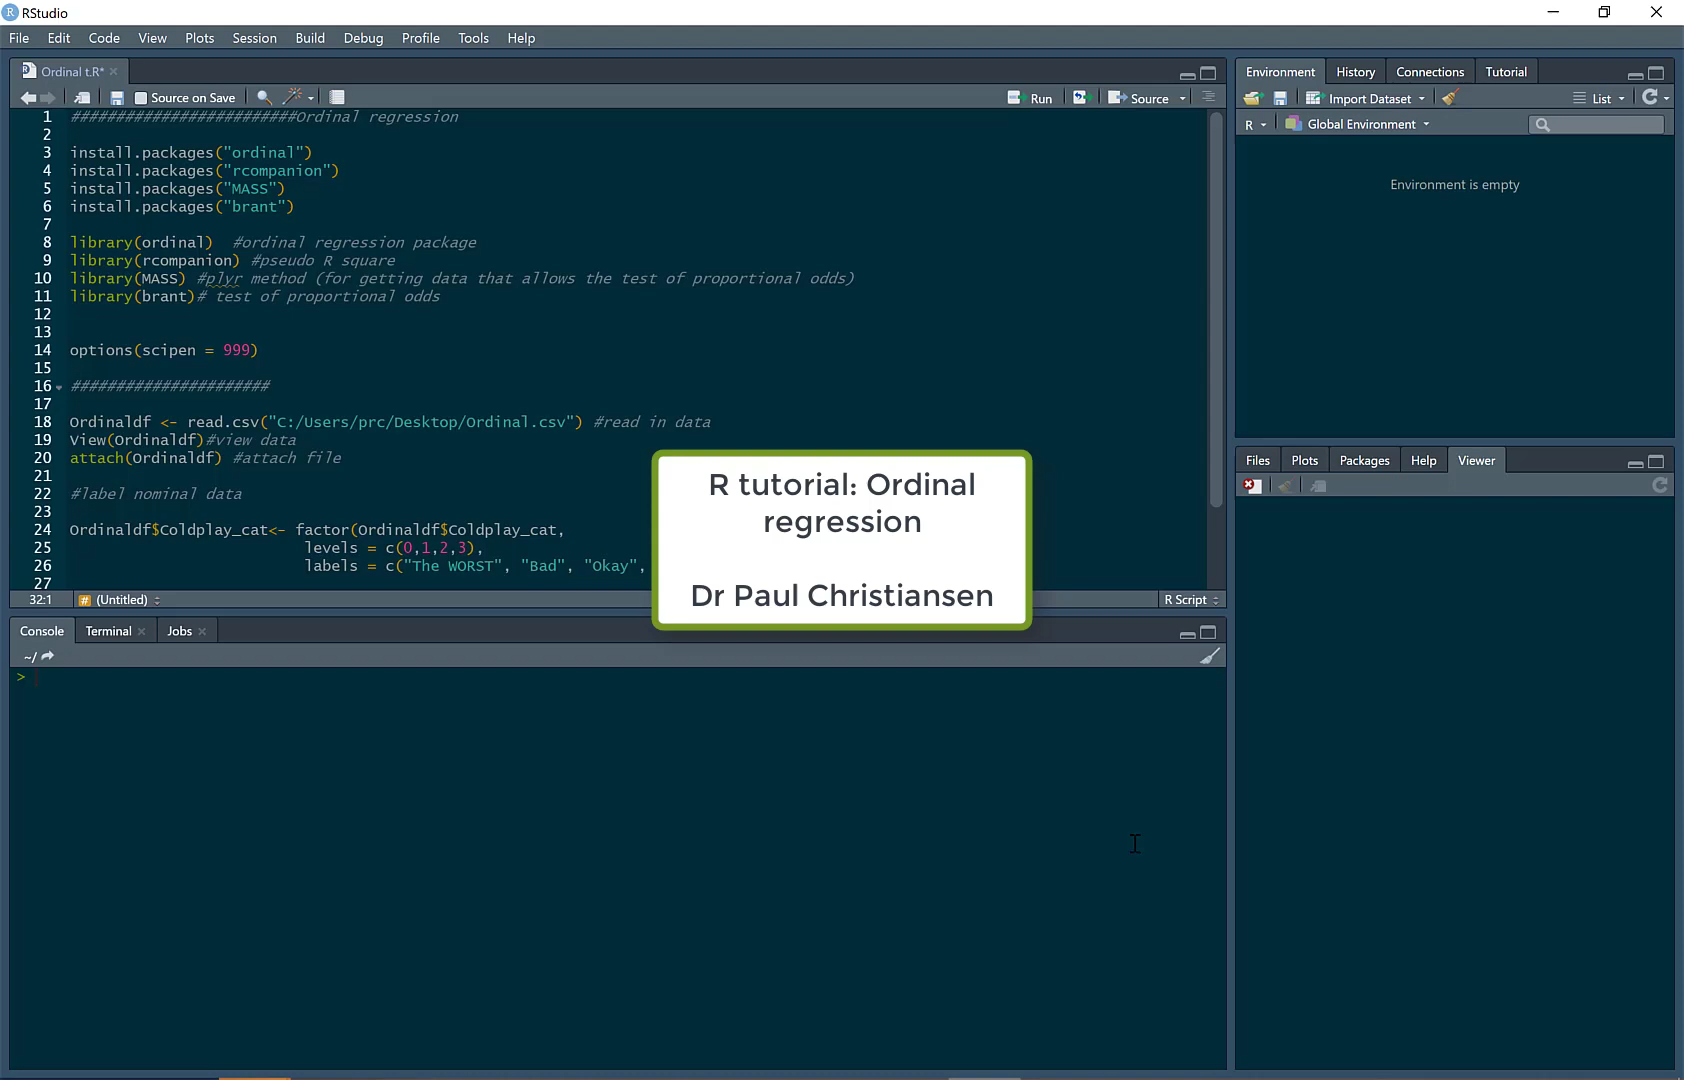 RStudio
File Edit Code View Plots Session Build Debug Profile Tools Help
Ordinal t.R*
Source on Save Run Source
1 #########################Ordinal regression
2
3 install.packages("ordinal")
4 install.packages("rcompanion")
5 install.packages("MASS")
6 install.packages("brant")
7
8 library(ordinal) #ordinal regression package
9 library(rcompanion) #pseudo R square
10 library(MASS) #plyr method (for getting data that allows the test of proportional odds)
11 library(brant)# test of proportional odds
12
13
14 options(scipen = 999)
15
16 ######################
17
18 Ordinaldf <- read.csv("C:/Users/prc/Desktop/Ordinal.csv") #read in data
19 View(Ordinaldf)#view data
20 attach(Ordinaldf) #attach file
21
22 #label nominal data
23
24 Ordinaldf$Coldplay_cat<- factor(Ordinaldf$Coldplay_cat,
25 levels = c(0,1,2,3),
26 labels = c("The WORST", "Bad", "Okay",
27
32:1 # (Untitled) R Script
R tutorial: Ordinal
regression
Dr Paul Christiansen
Console Terminal Jobs
~/
>
Environment History Connections Tutorial
Import Dataset List
R Global Environment
Environment is empty
Files Plots Packages Help Viewer